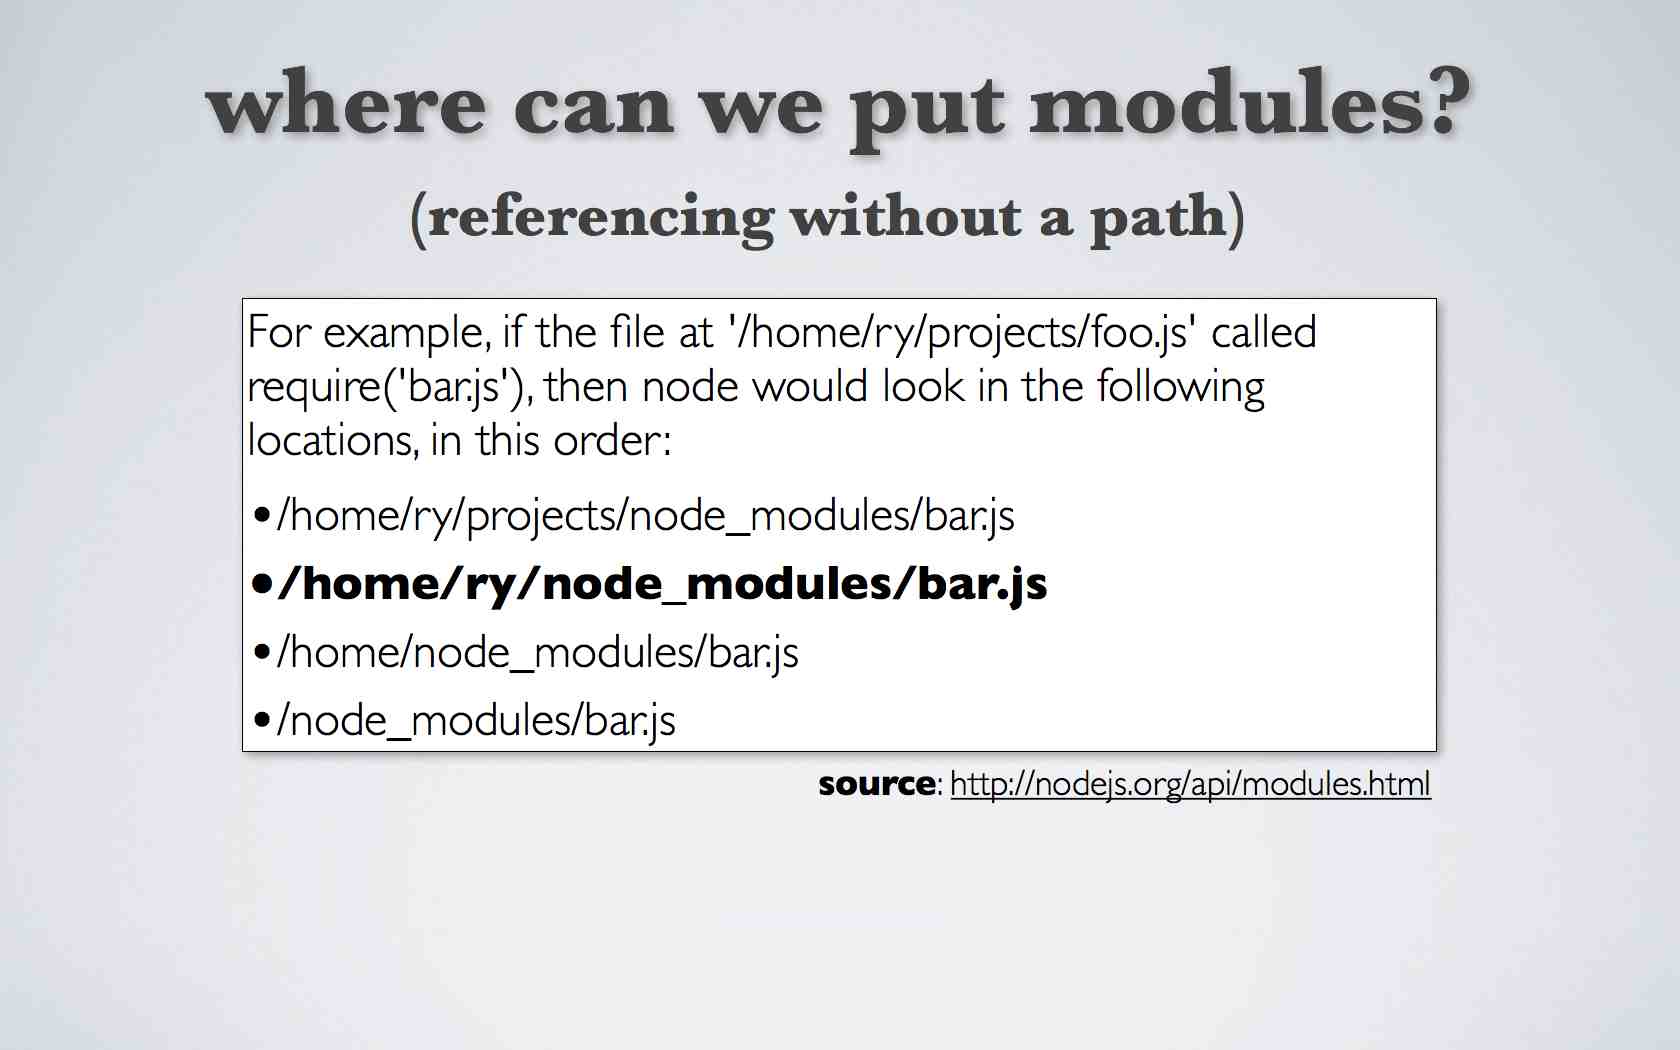 where can we put modules?
(referencing without a path)
For example, if the file at '/home/ry/projects/foo.js' called
require('bar.js'), then node would look in the following
locations, in this order:
•/home/ry/projects/node_modules/bar.js
•/home/ry/node_modules/bar.js
•/home/node_modules/bar.js
•/node_modules/bar.js
source: http://nodejs.org/api/modules.html